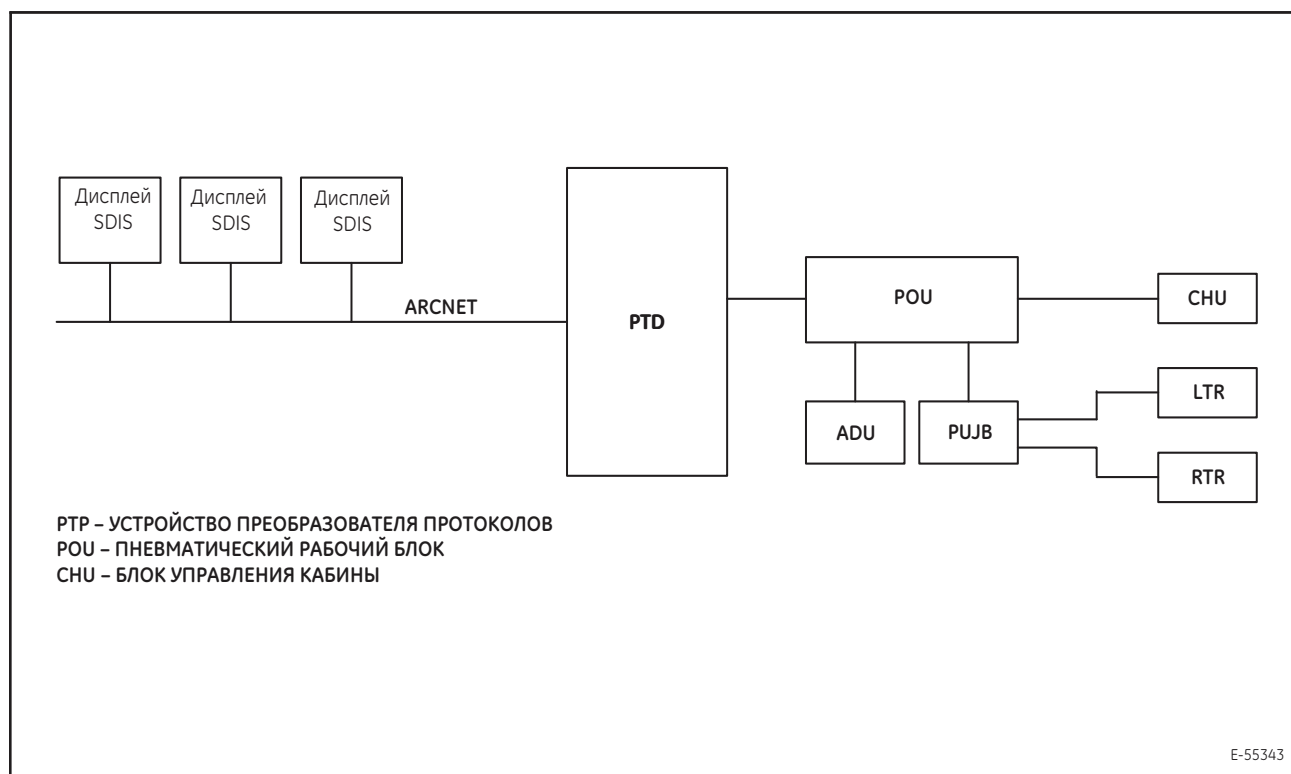 Дисплей
SDIS
Дисплей
SDIS
Дисплей
SDIS
ARCNET
PTD
POU
CHU
LTR
ADU
PUJB
RTR
PTP – УСТРОЙСТВО ПРЕОБРАЗОВАТЕЛЯ ПРОТОКОЛОВ
POU – ПНЕВМАТИЧЕСКИЙ РАБОЧИЙ БЛОК
CHU – БЛОК УПРАВЛЕНИЯ КАБИНЫ
E-55343